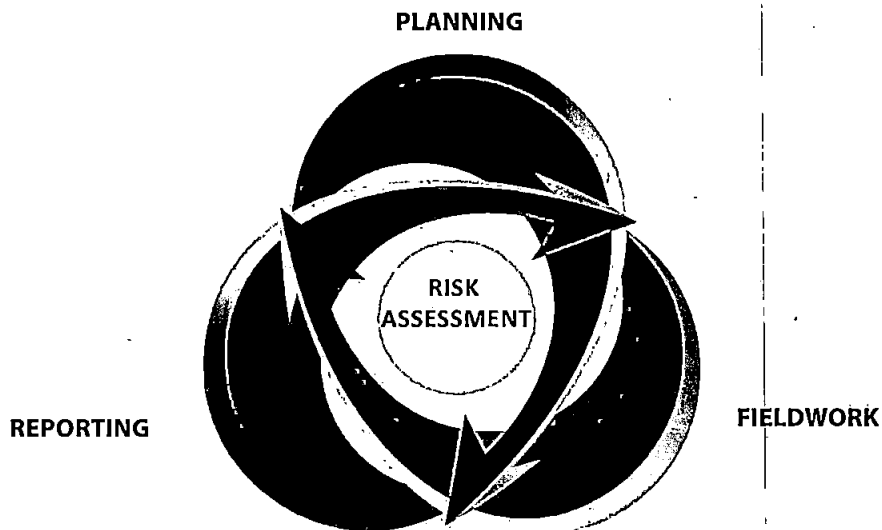 PLANNING
RISK
ASSESSMENT
REPORTING
FIELDWORK